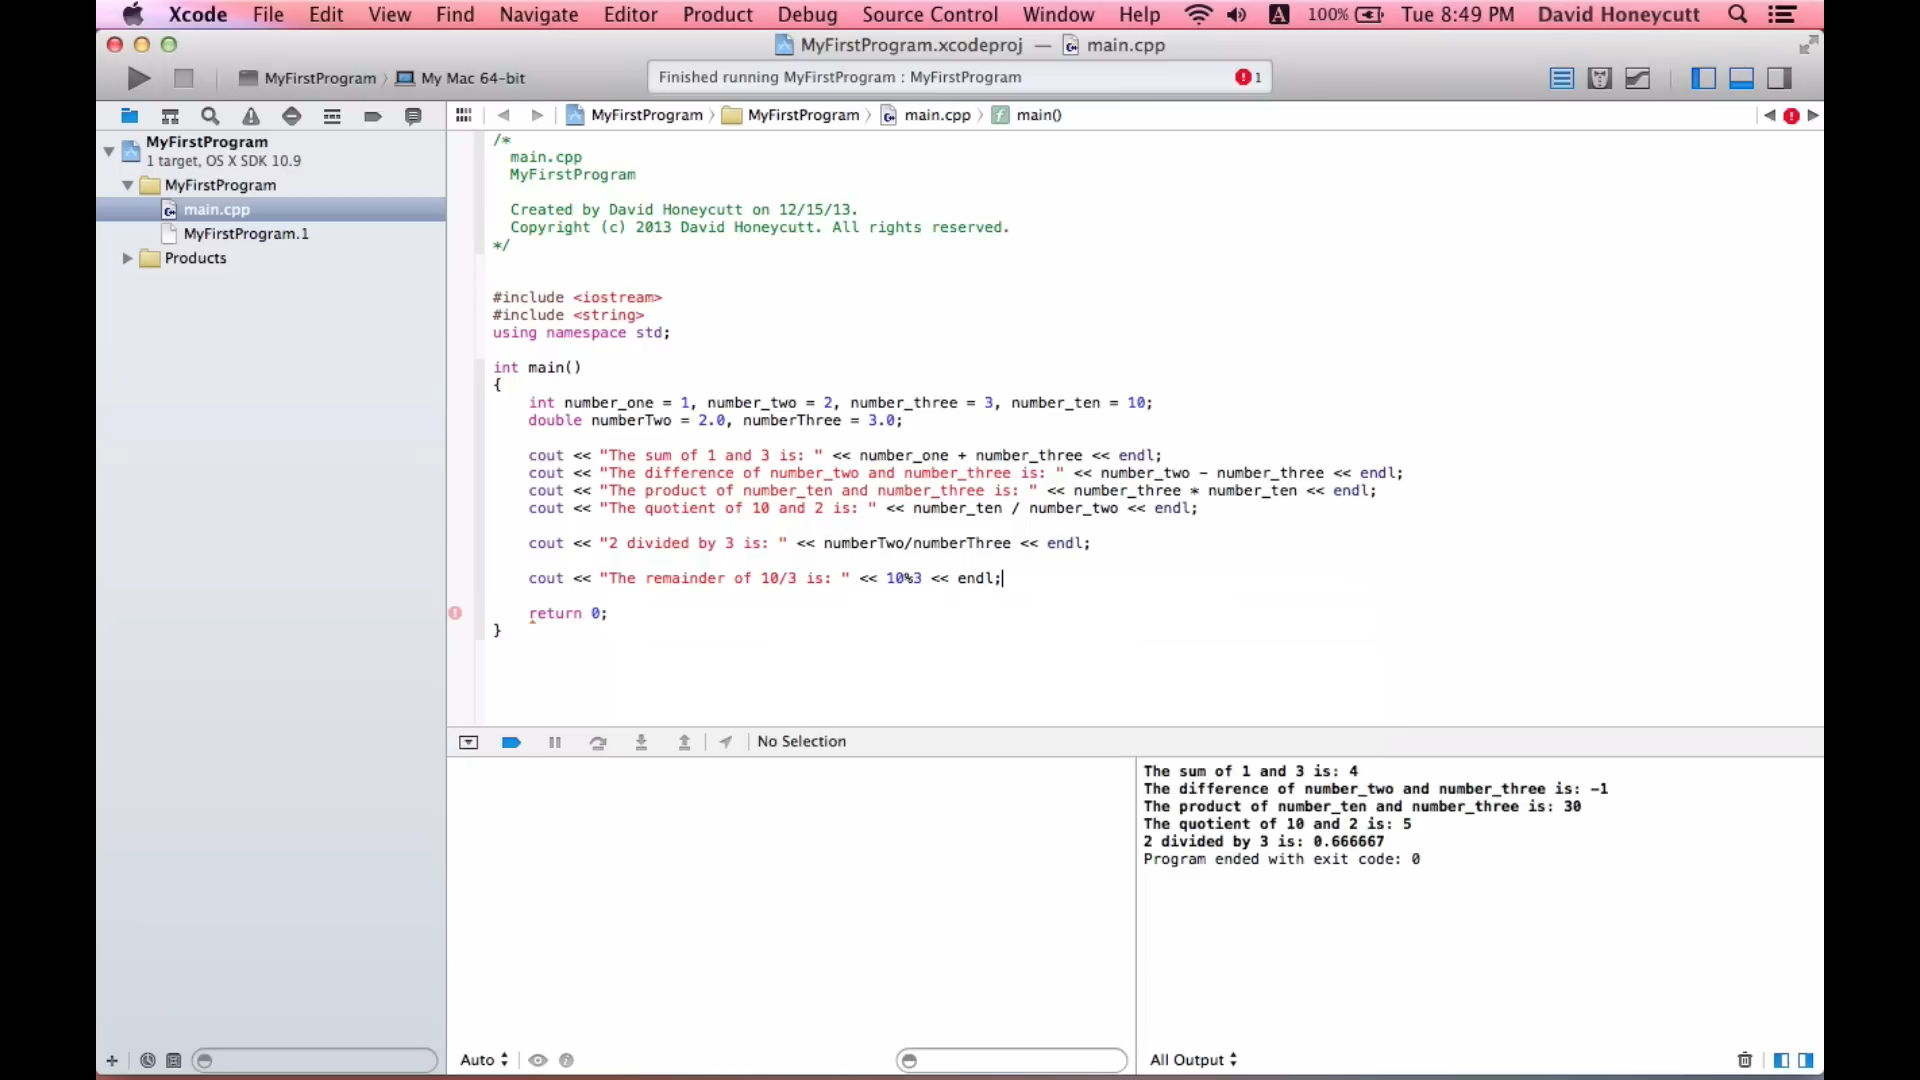 Xcode File Edit View Find Navigate Editor Product Debug Source Control Window Help A 100% Tue 8:49 PM David Honeycutt
MyFirstProgram.xcodeproj — main.cpp
MyFirstProgram My Mac 64-bit
Finished running MyFirstProgram : MyFirstProgram 1
MyFirstProgram MyFirstProgram main.cpp main()
MyFirstProgram
1 target, OS X SDK 10.9
MyFirstProgram
main.cpp
MyFirstProgram.1
Products
/*
main.cpp
MyFirstProgram
Created by David Honeycutt on 12/15/13.
Copyright (c) 2013 David Honeycutt. All rights reserved.
*/
#include <iostream>
#include <string>
using namespace std;
int main()
{
int number_one = 1, number_two = 2, number_three = 3, number_ten = 10;
double numberTwo = 2.0, numberThree = 3.0;
cout << "The sum of 1 and 3 is: " << number_one + number_three << endl;
cout << "The difference of number_two and number_three is: " << number_two - number_three << endl;
cout << "The product of number_ten and number_three is: " << number_three * number_ten << endl;
cout << "The quotient of 10 and 2 is: " << number_ten / number_two << endl;
cout << "2 divided by 3 is: " << numberTwo/numberThree << endl;
cout << "The remainder of 10/3 is: " << 10%3 << endl;
return 0;
}
No Selection
The sum of 1 and 3 is: 4
The difference of number_two and number_three is: -1
The product of number_ten and number_three is: 30
The quotient of 10 and 2 is: 5
2 divided by 3 is: 0.666667
Program ended with exit code: 0
Auto
All Output